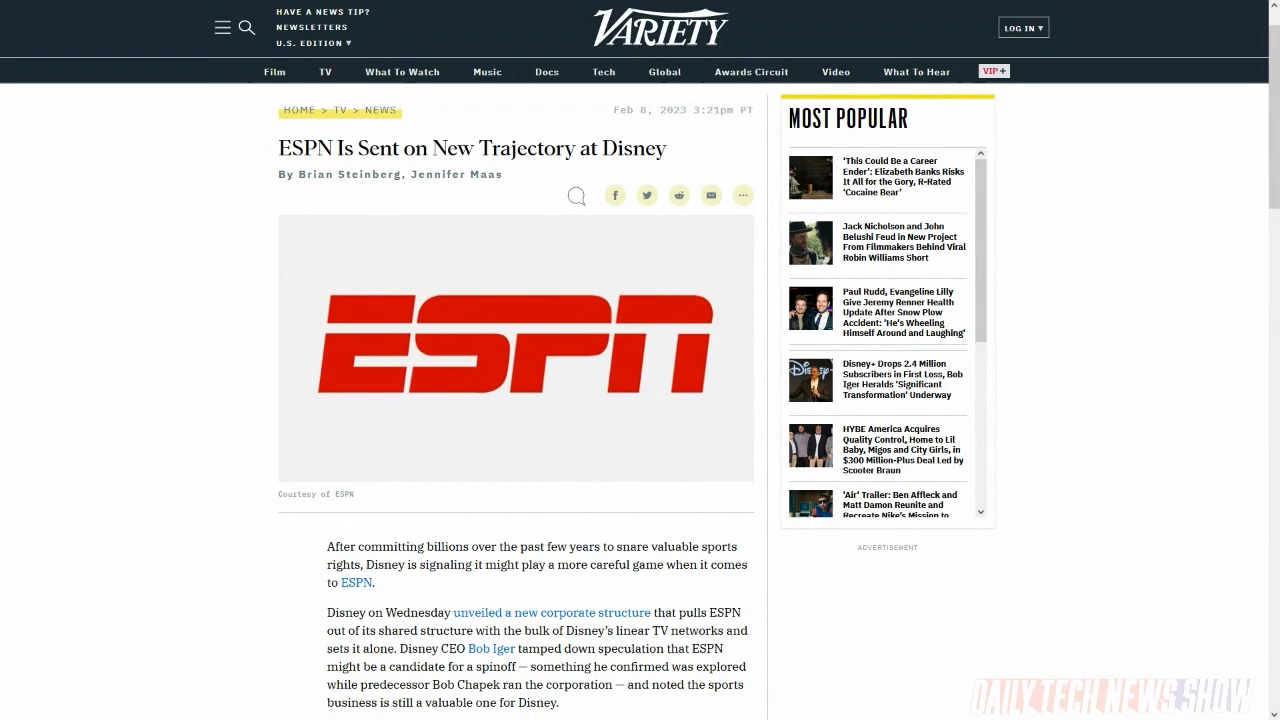 HAVE A NEWS TIP?
NEWSLETTERS
U.S. EDITION ▾
VARIETY
LOG IN ▾
Film TV What To Watch Music Docs Tech Global Awards Circuit Video What To Hear VIP+
HOME > TV > NEWS
Feb 8, 2023 3:21pm PT
ESPN Is Sent on New Trajectory at Disney
By Brian Steinberg, Jennifer Maas
ESPN
Courtesy of ESPN
After committing billions over the past few years to snare valuable sports
rights, Disney is signaling it might play a more careful game when it comes
to ESPN.
Disney on Wednesday unveiled a new corporate structure that pulls ESPN
out of its shared structure with the bulk of Disney's linear TV networks and
sets it alone. Disney CEO Bob Iger tamped down speculation that ESPN
might be a candidate for a spinoff — something he confirmed was explored
while predecessor Bob Chapek ran the corporation — and noted the sports
business is still a valuable one for Disney.
MOST POPULAR
'This Could Be a Career
Ender': Elizabeth Banks Risks
It All for the Gory, R-Rated
'Cocaine Bear'
Jack Nicholson and John
Belushi Feud in New Project
From Filmmakers Behind Viral
Robin Williams Short
Paul Rudd, Evangeline Lilly
Give Jeremy Renner Health
Update After Snow Plow
Accident: 'He's Wheeling
Himself Around and Laughing'
Disney+
Disney+ Drops 2.4 Million
Subscribers in First Loss, Bob
Iger Heralds 'Significant
Transformation' Underway
HYBE America Acquires
Quality Control, Home to Lil
Baby, Migos and City Girls, in
$300 Million-Plus Deal Led by
Scooter Braun
'Air' Trailer: Ben Affleck and
Matt Damon Reunite and
Recreate Nike's Mission to
ADVERTISEMENT
DAILY TECH NEWS SHOW